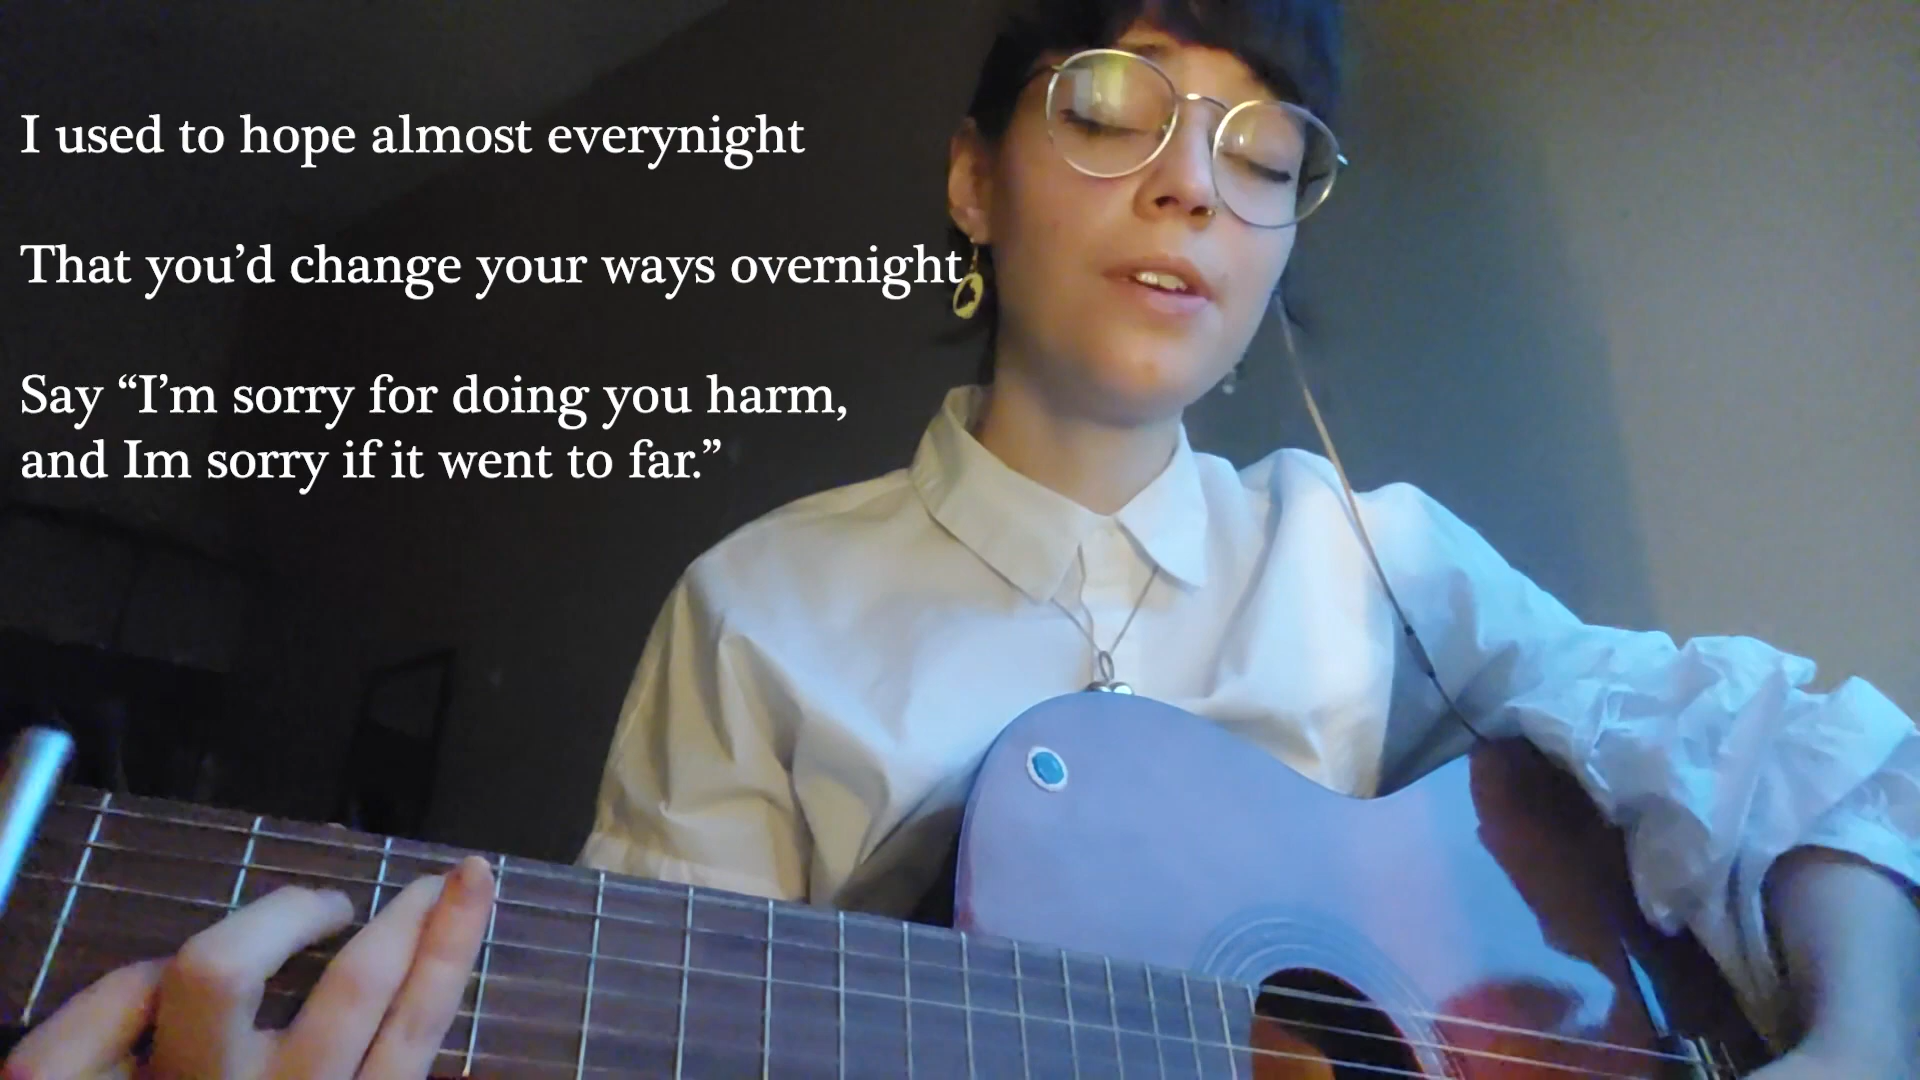 I used to hope almost everynight
That you’d change your ways overnight
Say “I’m sorry for doing you harm,
and Im sorry if it went to far.”